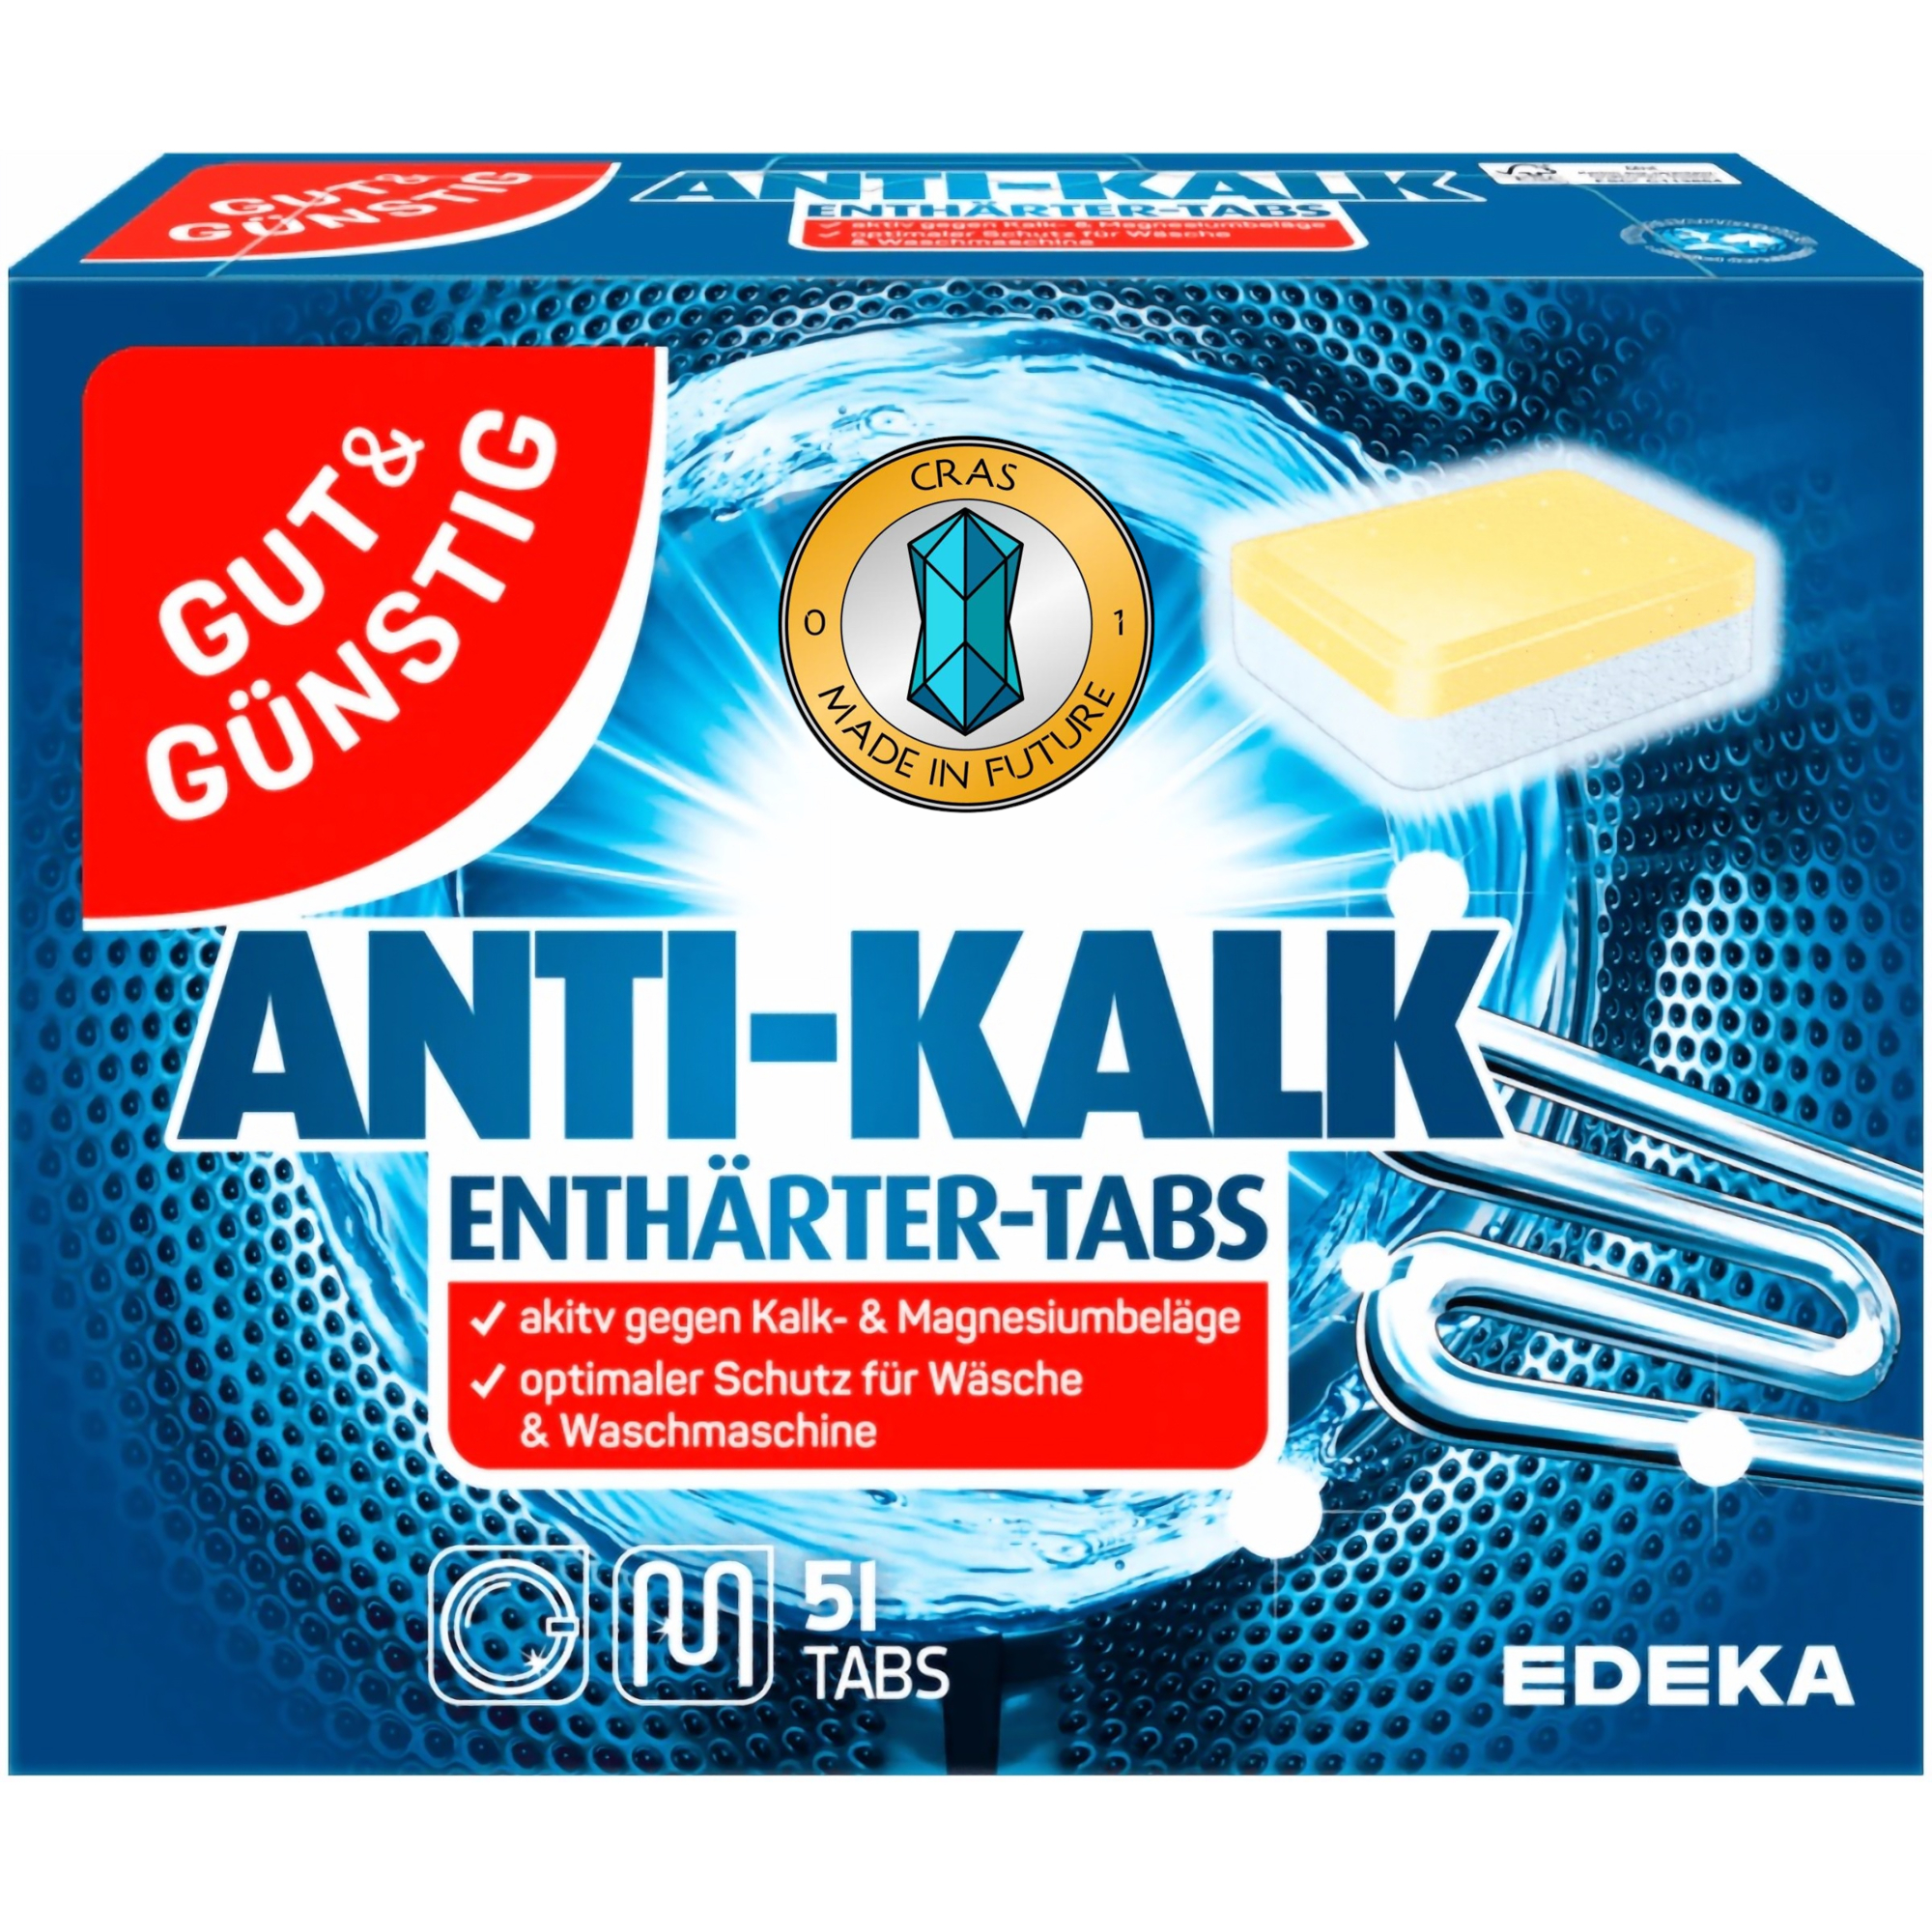 GUT &
GÜNSTIG
ANTI-KALK
ENTHÄRTER-TABS
✓ aktiv gegen Kalk- & Magnesiumbeläge
✓ optimaler Schutz für Wäsche
& Waschmaschine
GUT &
GÜNSTIG
CRAS
0 1
MADE IN FUTURE
ANTI-KALK
ENTHÄRTER-TABS
✓ akitv gegen Kalk- & Magnesiumbeläge
✓ optimaler Schutz für Wäsche
& Waschmaschine
51
TABS
EDEKA